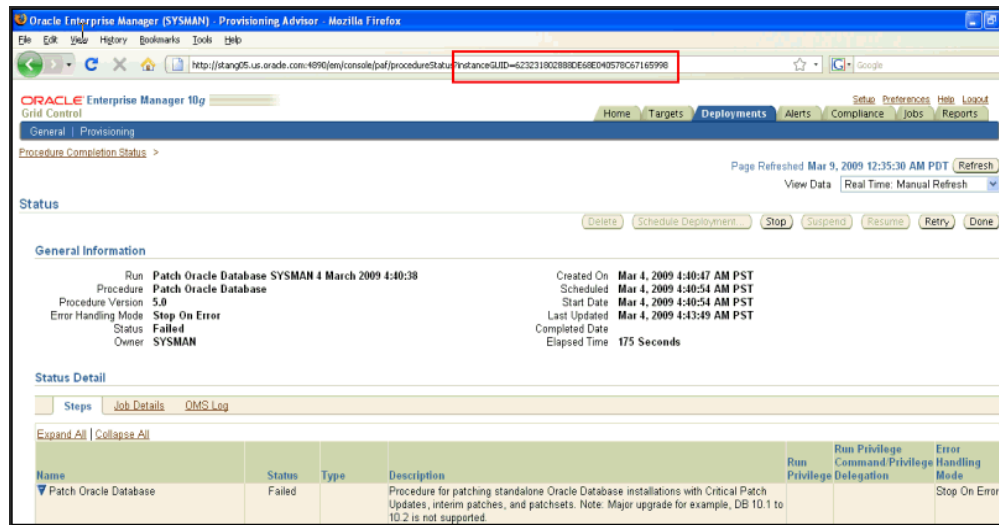 Oracle Enterprise Manager (SYSMAN) - Provisioning Advisor - Mozilla Firefox
File Edit View History Bookmarks Tools Help
http://stang05.us.oracle.com:4890/em/console/paf/procedureStatus?instanceGUID=623231802888DE68E040578C67165998
Google
ORACLE Enterprise Manager 10g
Grid Control
Setup Preferences Help Logout
Home Targets Deployments Alerts Compliance Jobs Reports
General | Provisioning
Procedure Completion Status >
Page Refreshed Mar 9, 2009 12:35:30 AM PDT Refresh
View Data Real Time: Manual Refresh
Status
Delete Schedule Deployment... Stop Suspend Resume Retry Done
General Information
Run Patch Oracle Database SYSMAN 4 March 2009 4:40:38
Procedure Patch Oracle Database
Procedure Version 5.0
Error Handling Mode Stop On Error
Status Failed
Owner SYSMAN
Created On Mar 4, 2009 4:40:47 AM PST
Scheduled Mar 4, 2009 4:40:54 AM PST
Start Date Mar 4, 2009 4:40:54 AM PST
Last Updated Mar 4, 2009 4:43:49 AM PST
Completed Date
Elapsed Time 175 Seconds
Status Detail
Steps Job Details OMS Log
Expand All | Collapse All
Name
Status
Type
Description
Run
Privilege
Run Privilege
Command/Privilege
Delegation
Error
Handling
Mode
Patch Oracle Database
Failed
Procedure for patching standalone Oracle Database installations with Critical Patch
Updates, interim patches, and patchsets. Note: Major upgrade for example, DB 10.1 to
10.2 is not supported.
Stop On Error